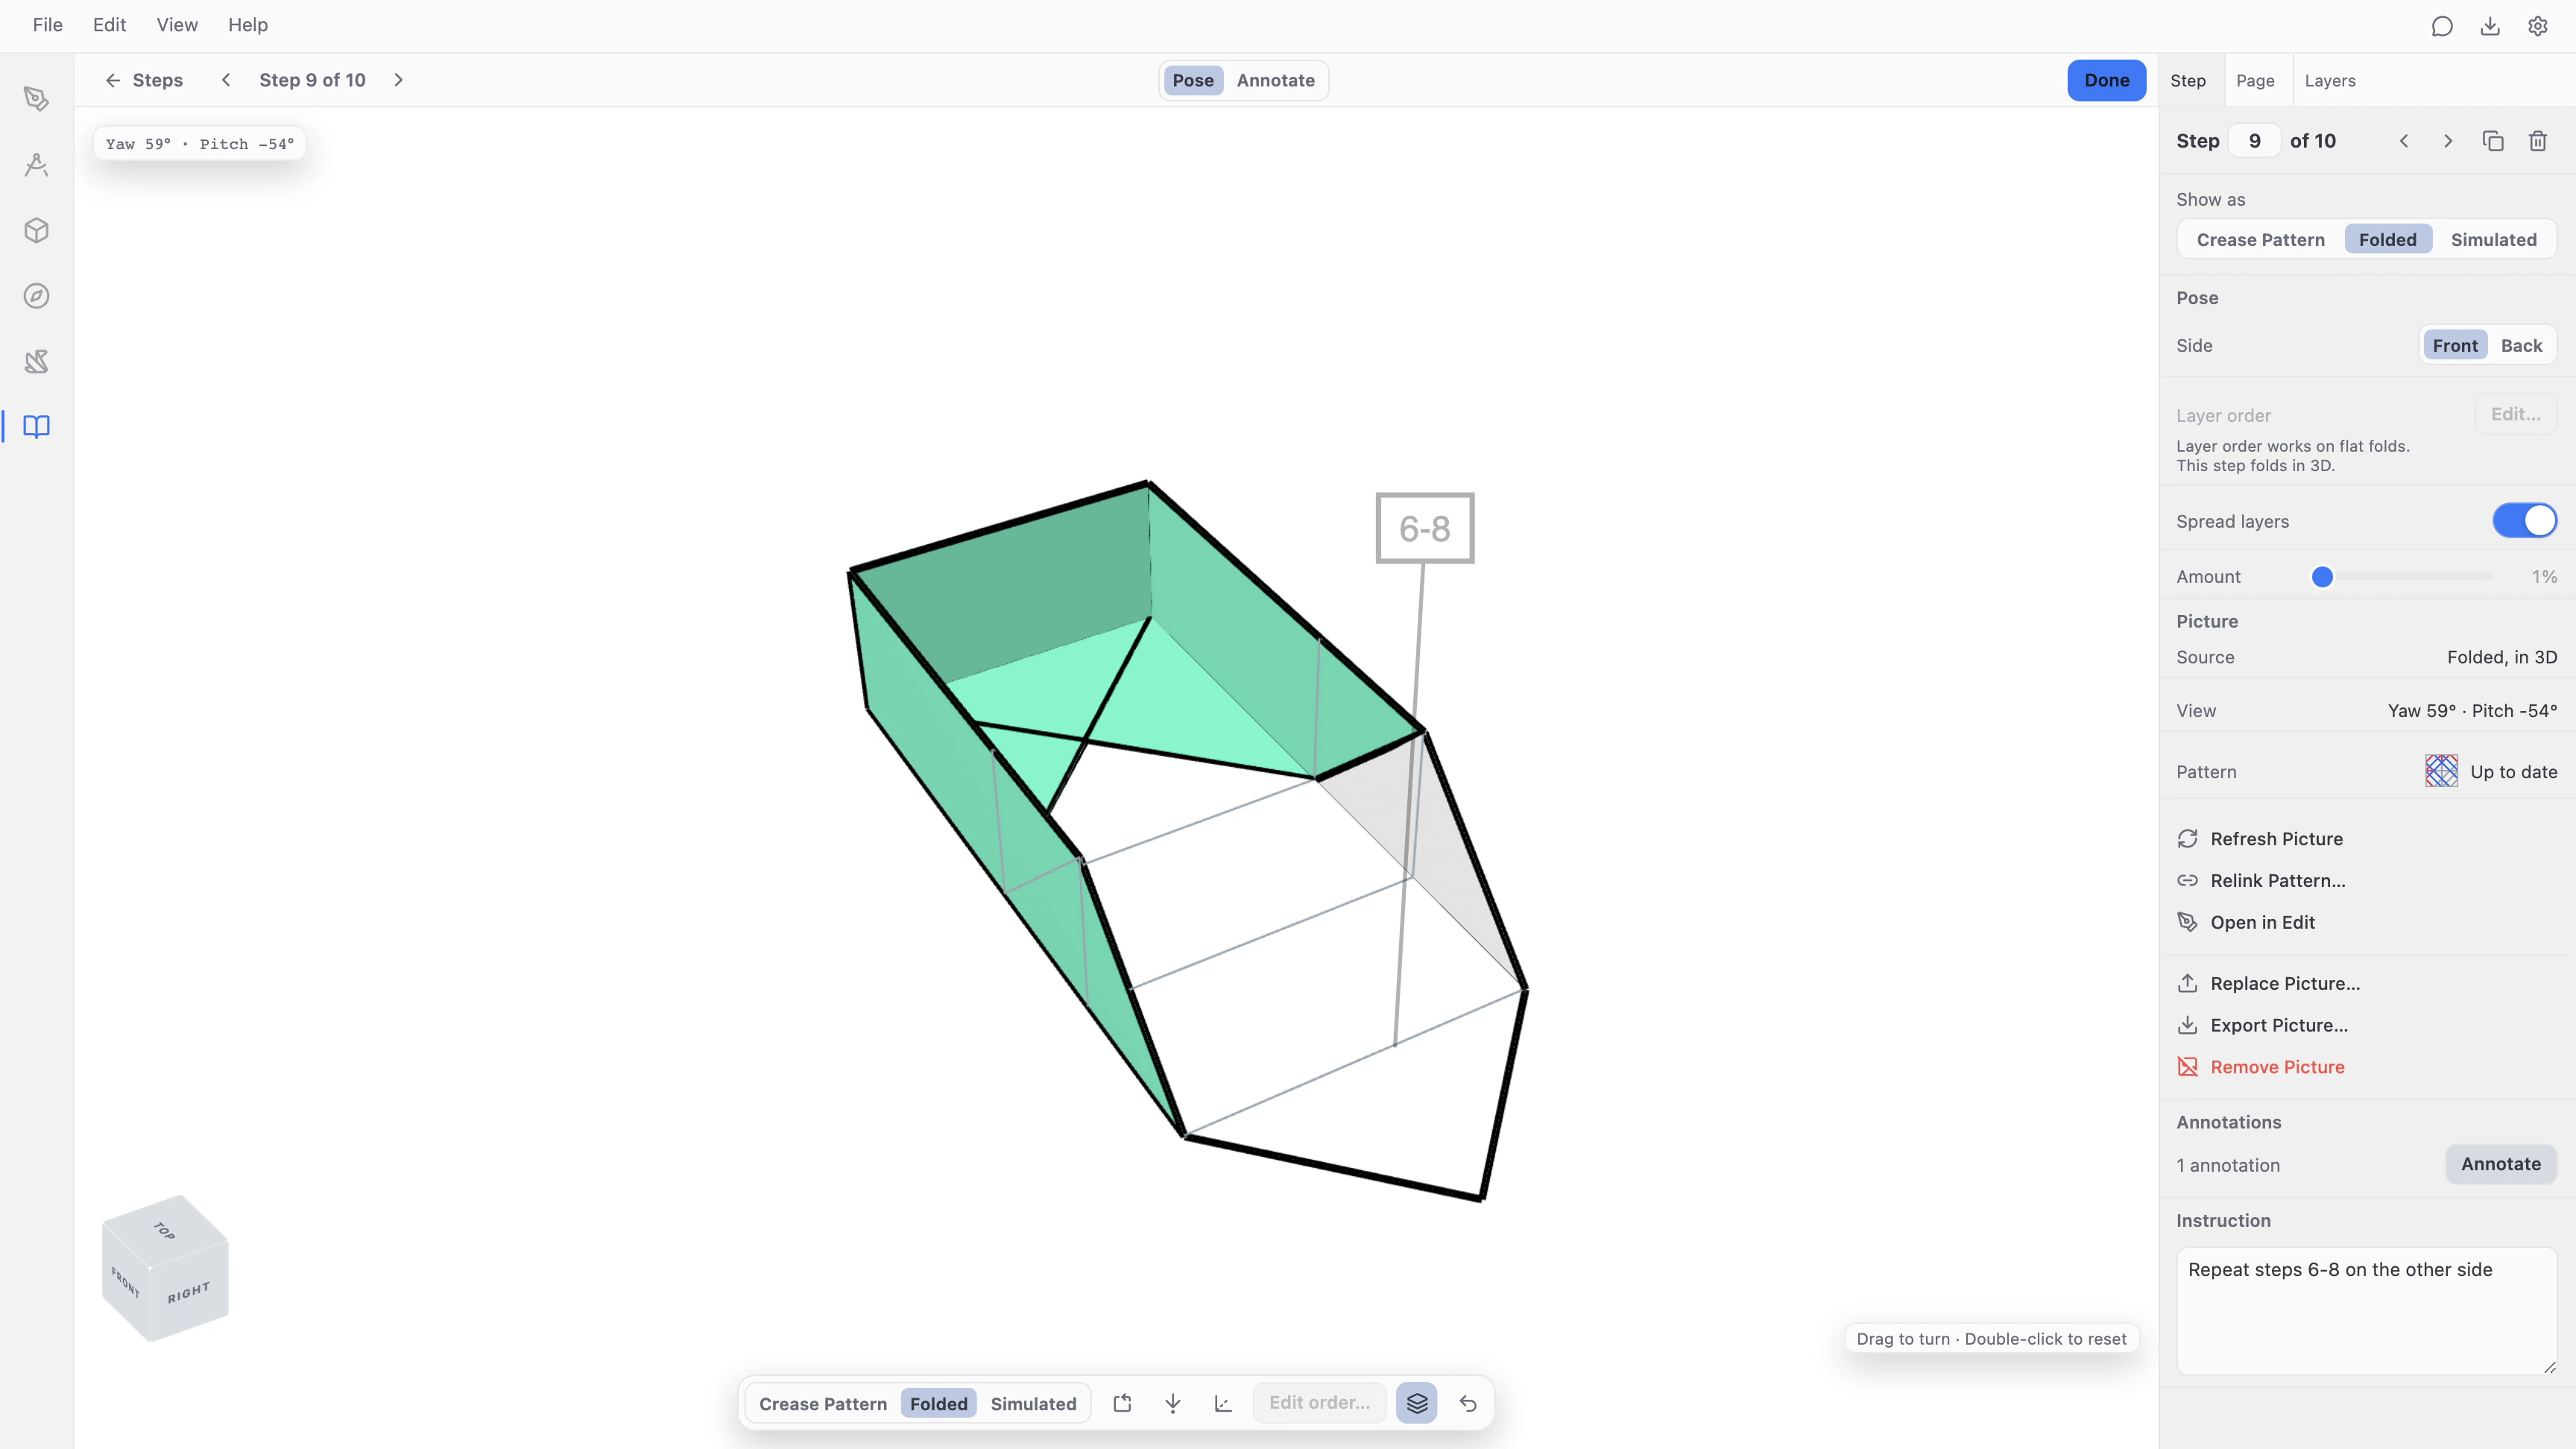 File Edit View Help
Steps Step 9 of 10 Pose Annotate Done Step Page Layers
Yaw 59° · Pitch -54°
Step 9 of 10
Show as
Crease Pattern Folded Simulated
Pose
Side Front Back
Layer order Edit...
Layer order works on flat folds.
This step folds in 3D.
6-8
Spread layers
Amount 1%
Picture
Source Folded, in 3D
View Yaw 59° · Pitch -54°
Pattern Up to date
Refresh Picture
Relink Pattern...
Open in Edit
Replace Picture...
Export Picture...
Remove Picture
Annotations
1 annotation Annotate
Instruction
Repeat steps 6-8 on the other side
TOP
FRONT RIGHT
Drag to turn · Double-click to reset
Crease Pattern Folded Simulated Edit order...